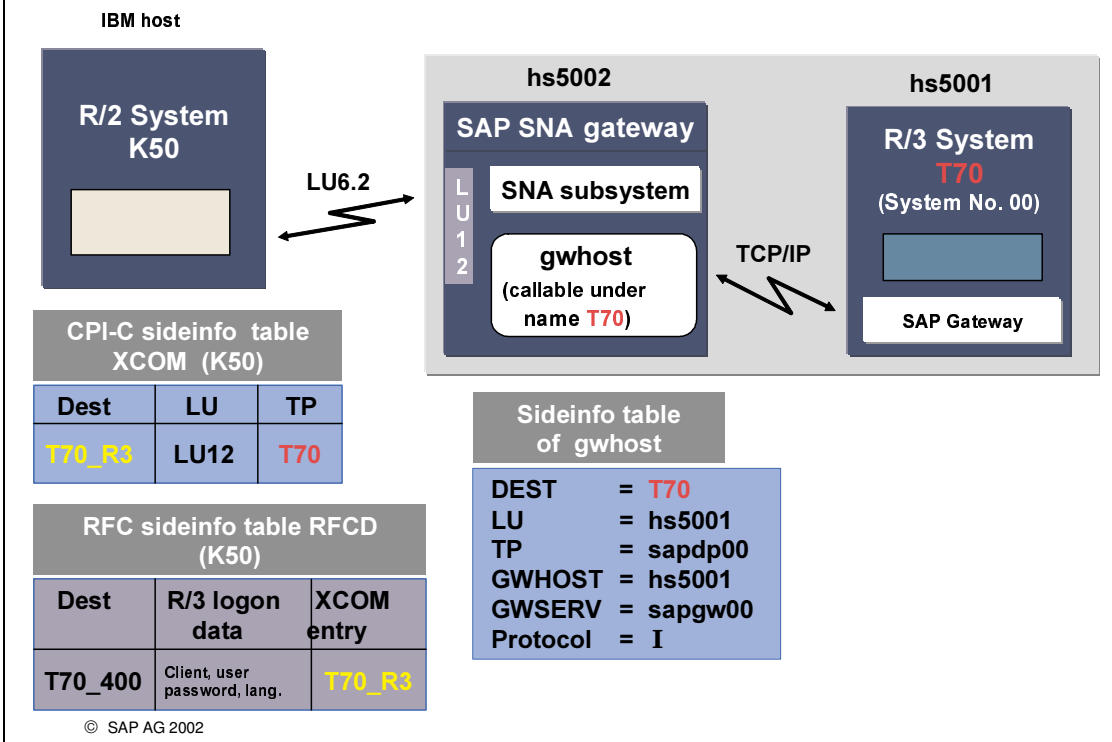 IBM host
R/2 System
K50
LU6.2
hs5002
SAP SNA gateway
L
U
1
2
SNA subsystem
gwhost
(callable under
name T70)
TCP/IP
hs5001
R/3 System
T70
(System No. 00)
SAP Gateway
CPI-C sideinfo table
XCOM (K50)
Dest LU TP
T70_R3 LU12 T70
RFC sideinfo table RFCD
(K50)
Dest R/3 logon XCOM
data entry
T70_400 Client, user T70_R3
password, lang.
Sideinfo table
of gwhost
DEST = T70
LU = hs5001
TP = sapdp00
GWHOST = hs5001
GWSERV = sapgw00
Protocol = I
© SAP AG 2002